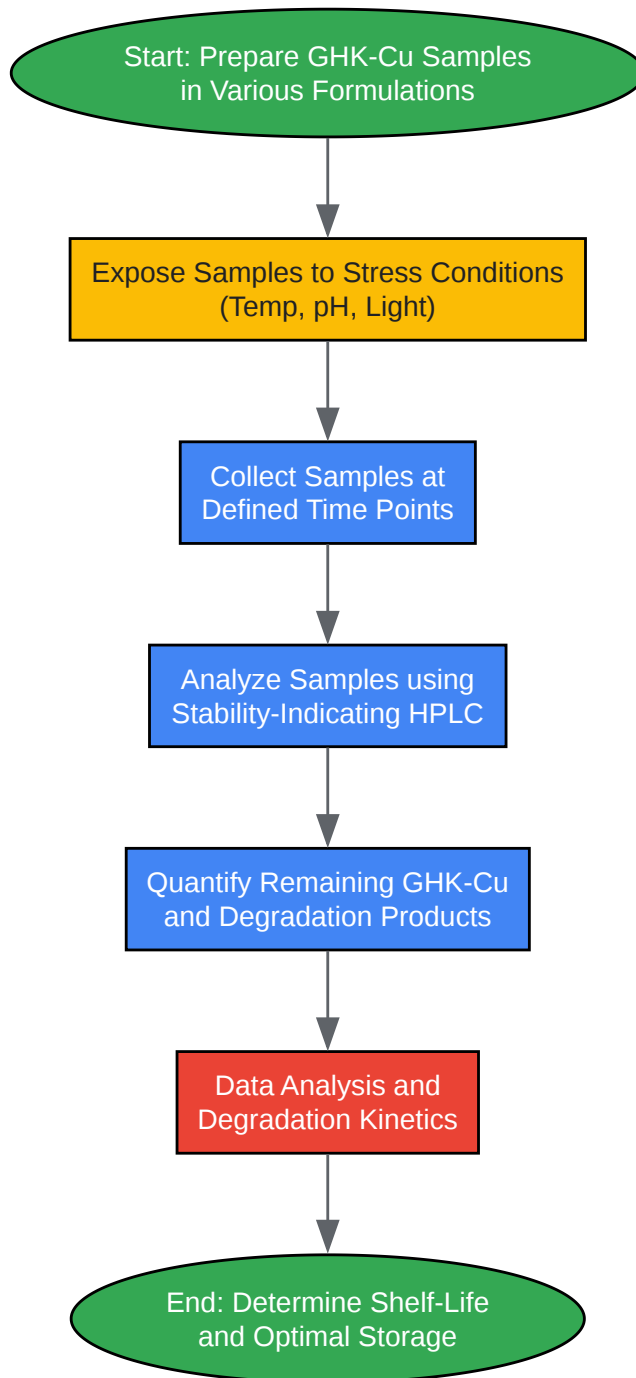 Start: Prepare GHK-Cu Samples
in Various Formulations
Expose Samples to Stress Conditions
(Temp, pH, Light)
Collect Samples at
Defined Time Points
Analyze Samples using
Stability-Indicating HPLC
Quantify Remaining GHK-Cu
and Degradation Products
Data Analysis and
Degradation Kinetics
End: Determine Shelf-Life
and Optimal Storage